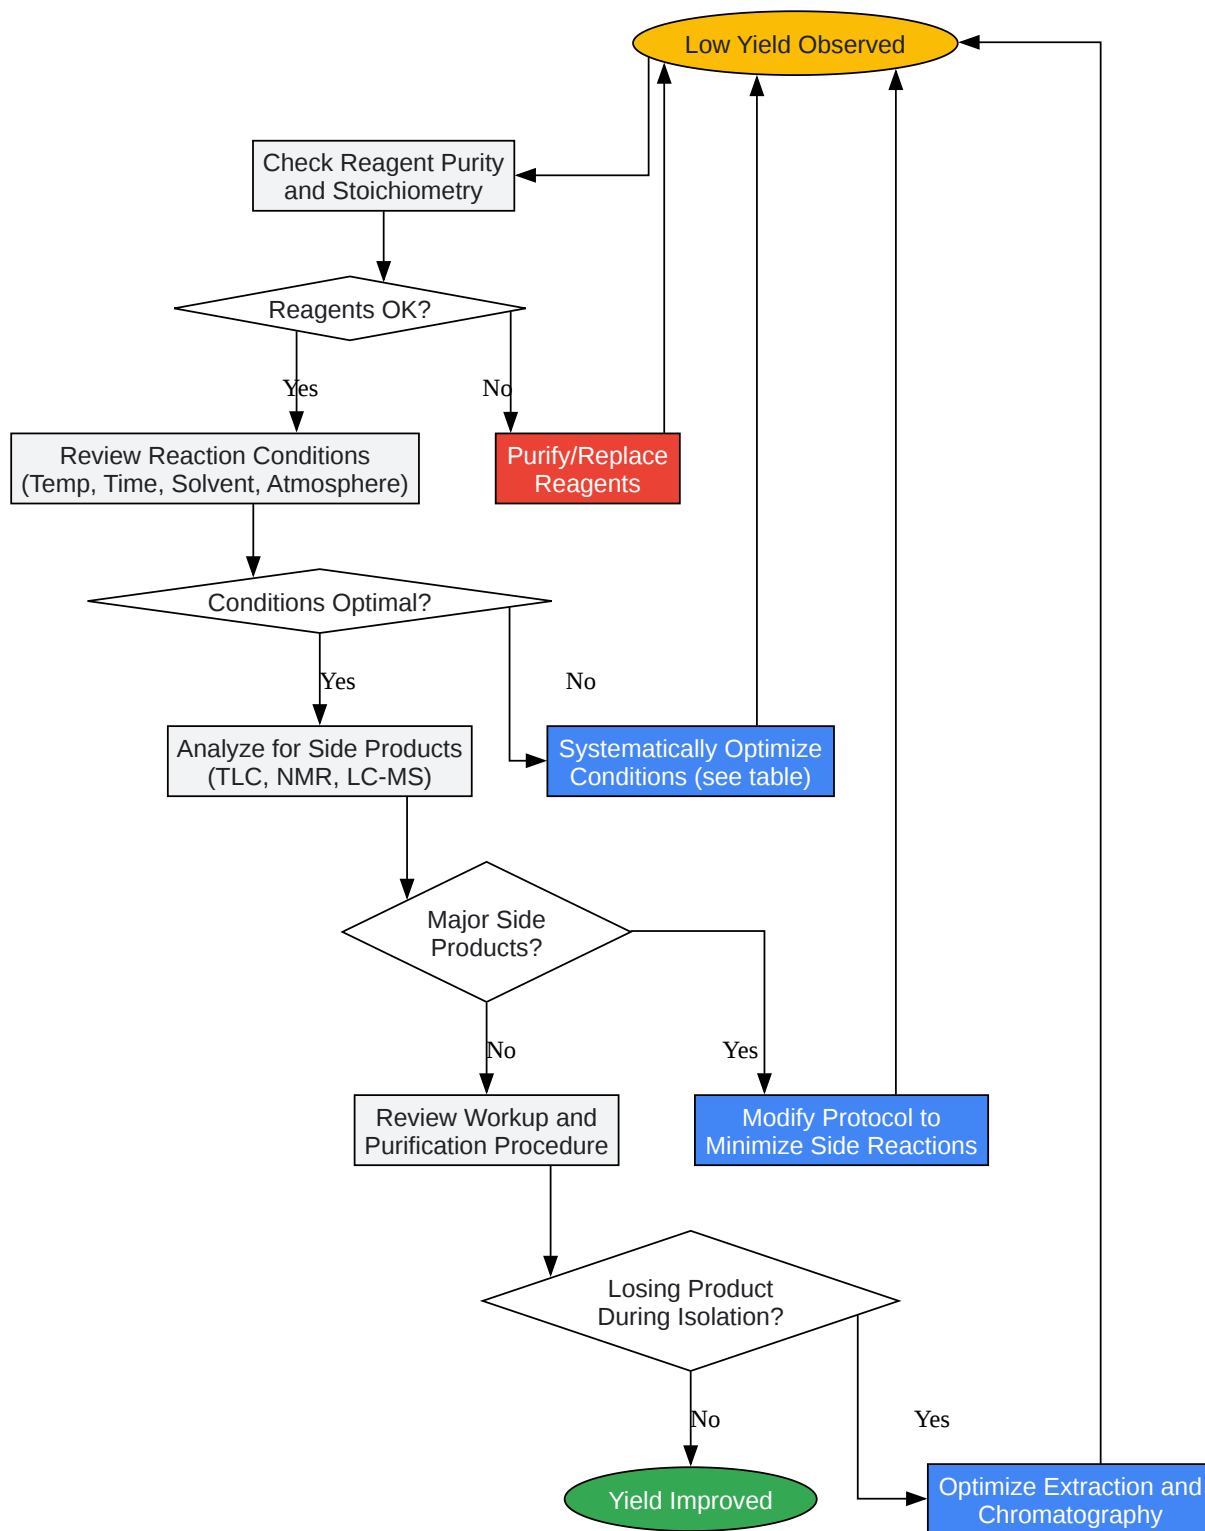 Low Yield Observed
Check Reagent Purity
and Stoichiometry
Reagents OK?
Yes
No
Review Reaction Conditions
(Temp, Time, Solvent, Atmosphere)
Purify/Replace
Reagents
Conditions Optimal?
Yes
No
Analyze for Side Products
(TLC, NMR, LC-MS)
Systematically Optimize
Conditions (see table)
Major Side
Products?
No
Yes
Review Workup and
Purification Procedure
Modify Protocol to
Minimize Side Reactions
Losing Product
During Isolation?
No
Yes
Yield Improved
Optimize Extraction and
Chromatography